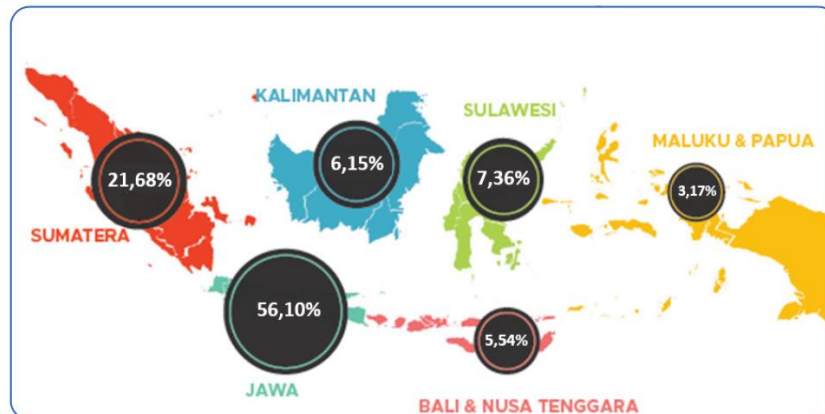 KALIMANTAN
6,15%
SULAWESI
7,36%
MALUKU & PAPUA
3,17%
21,68%
SUMATERA
56,10%
JAWA
5,54%
BALI & NUSA TENGGARA